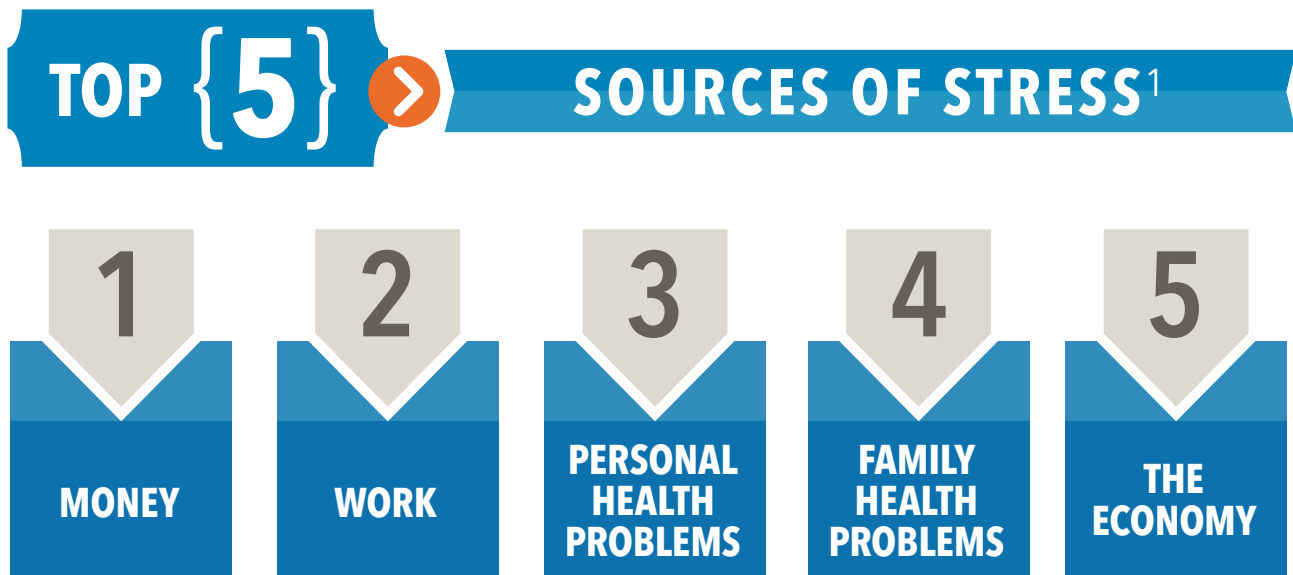 TOP {5} SOURCES OF STRESS1
1
2
3
4
5
MONEY
WORK
PERSONAL
HEALTH
PROBLEMS
FAMILY
HEALTH
PROBLEMS
THE
ECONOMY